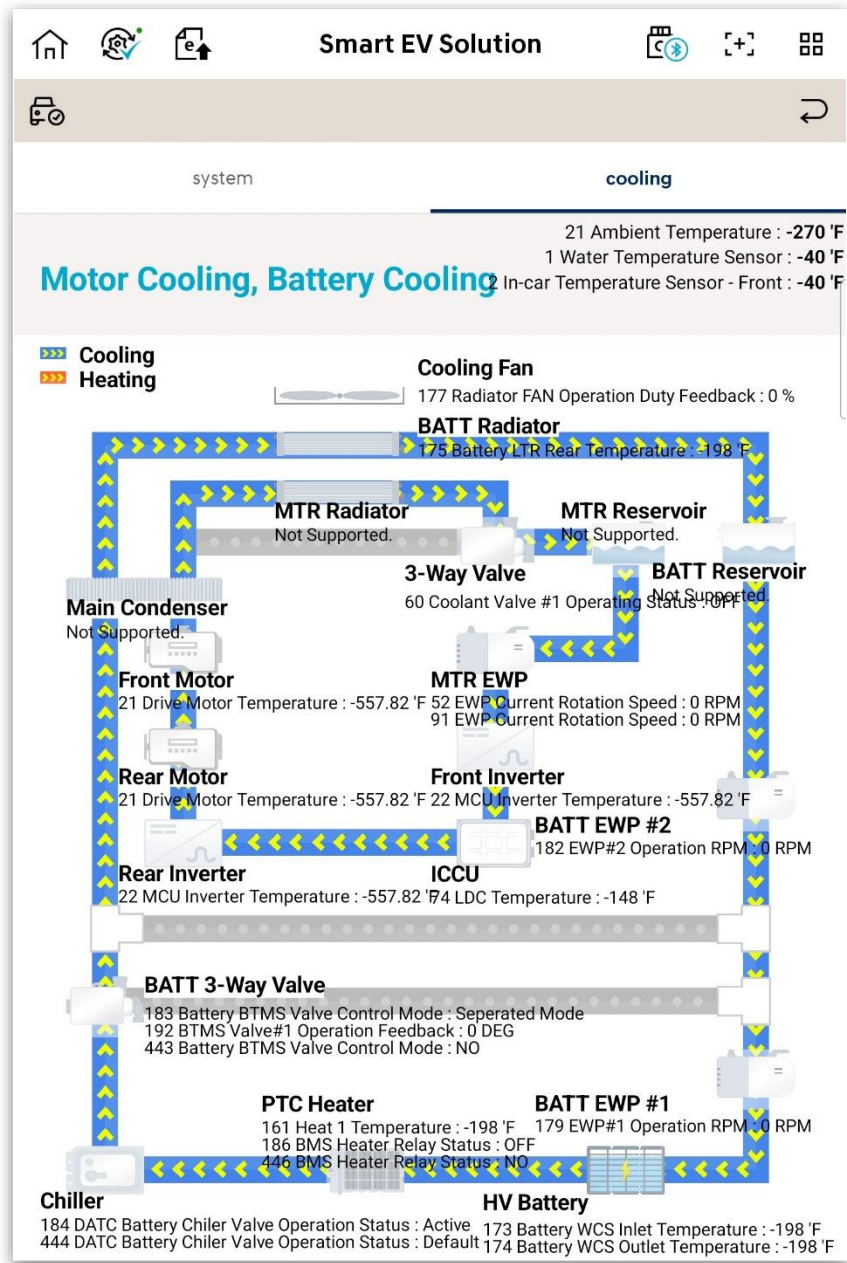 Smart EV Solution
system
cooling
21 Ambient Temperature : -270 'F
1 Water Temperature Sensor : -40 'F
Motor Cooling, Battery Cooling
2 In-car Temperature Sensor - Front : -40 'F
Cooling
Heating
Cooling Fan
177 Radiator FAN Operation Duty Feedback : 0 %
BATT Radiator
175 Battery LTR Rear Temperature : -198 'F
MTR Radiator
Not Supported.
MTR Reservoir
Not Supported.
3-Way Valve
60 Coolant Valve #1 Operating Status : OFF
BATT Reservoir
Not Supported.
Main Condenser
Not Supported.
Front Motor
21 Drive Motor Temperature : -557.82 'F
MTR EWP
52 EWP Current Rotation Speed : 0 RPM
91 EWP Current Rotation Speed : 0 RPM
Rear Motor
21 Drive Motor Temperature : -557.82 'F
Front Inverter
22 MCU Inverter Temperature : -557.82 'F
BATT EWP #2
182 EWP#2 Operation RPM : 0 RPM
Rear Inverter
22 MCU Inverter Temperature : -557.82 'F
ICCU
74 LDC Temperature : -148 'F
BATT 3-Way Valve
183 Battery BTMS Valve Control Mode : Seperated Mode
192 BTMS Valve#1 Operation Feedback : 0 DEG
443 Battery BTMS Valve Control Mode : NO
PTC Heater
161 Heat 1 Temperature : -198 'F
186 BMS Heater Relay Status : OFF
446 BMS Heater Relay Status : NO
BATT EWP #1
179 EWP#1 Operation RPM : 0 RPM
Chiller
184 DATC Battery Chiler Valve Operation Status : Active
444 DATC Battery Chiler Valve Operation Status : Default
HV Battery
173 Battery WCS Inlet Temperature : -198 'F
174 Battery WCS Outlet Temperature : -198 'F